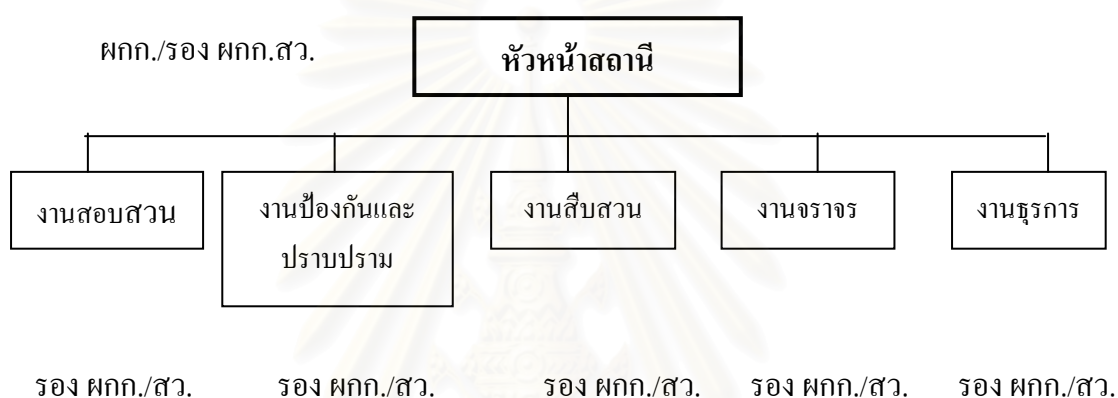 ผกก./รอง ผกก.สว.
หัวหน้าสถานี
งานสอบสวน
งานป้องกันและ
ปราบปราม
งานสืบสวน
งานจราจร
งานธุรการ
รอง ผกก./สว.
รอง ผกก./สว.
รอง ผกก./สว.
รอง ผกก./สว.
รอง ผกก./สว.